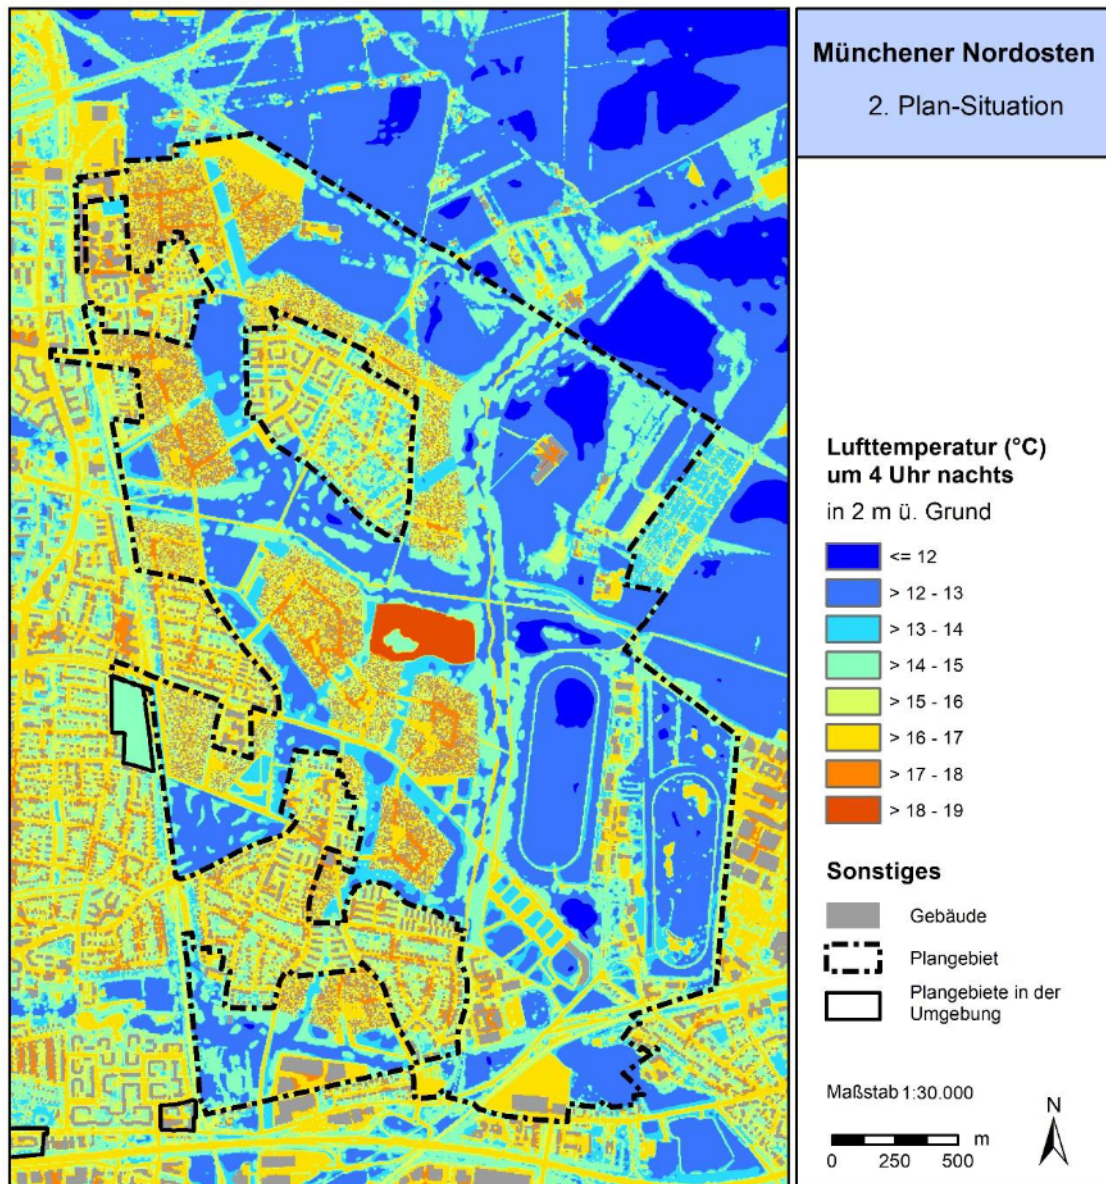 Münchener Nordosten
2. Plan-Situation
Lufttemperatur (°C)
um 4 Uhr nachts
in 2 m ü. Grund
<= 12
> 12 - 13
> 13 - 14
> 14 - 15
> 15 - 16
> 16 - 17
> 17 - 18
> 18 - 19
Sonstiges
Gebäude
Plangebiet
Plangebiete in der
Umgebung
Maßstab 1:30.000
N
m
0 250 500